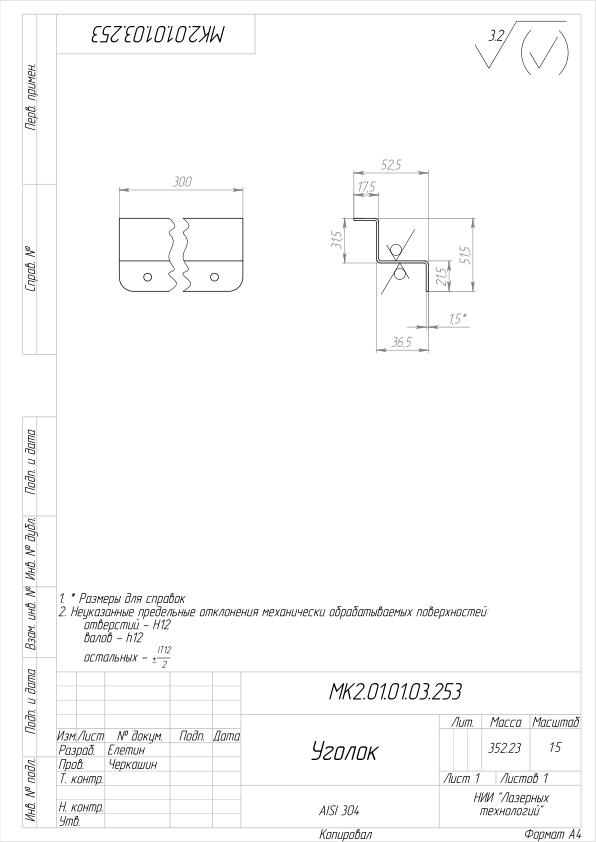 МК2.01.01.03.253
3.2
Перв. примен.
Справ. №
Подп. и дата
Инв. № дубл.
Взам. инв. №
Подп. и дата
Инв. № подл.
300
52,5
17,5
31,5
51,5
21,5
1,5*
36,5
1. * Размеры для справок
2. Неуказанные предельные отклонения механически обрабатываемых поверхностей:
отверстий – H12
валов – h12
остальных – ± IT12/2
МК2.01.01.03.253
Изм. Лист № докум. Подп. Дата
Разраб. Елетин
Пров. Черкашин
Т. контр.
Н. контр.
Утв.
Уголок
Лит. Масса Масштаб
352.23 1:5
Лист 1 Листов 1
AISI 304
НИИ "Лазерных
технологий"
Копировал Формат А4